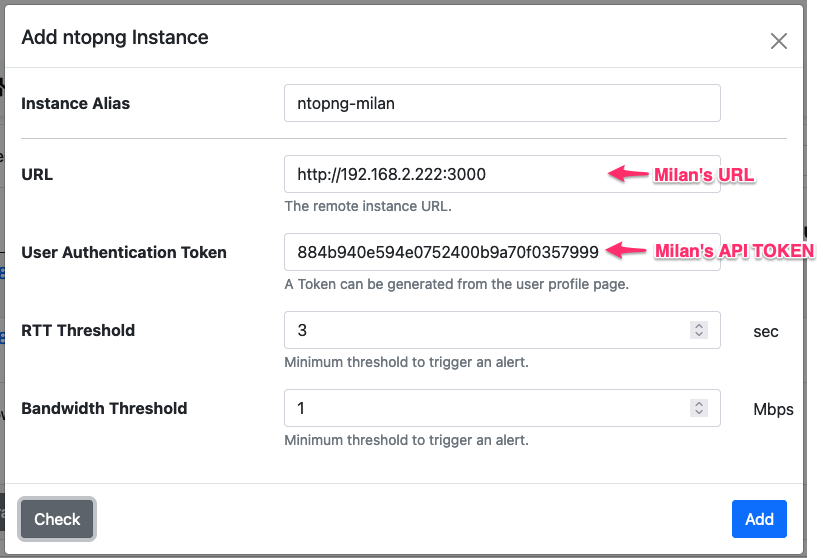 Add ntopng Instance
Instance Alias ntopng-milan
URL http://192.168.2.222:3000 Milan's URL
The remote instance URL.
User Authentication Token 884b940e594e0752400b9a70f0357999 Milan's API TOKEN
A Token can be generated from the user profile page.
RTT Threshold 3 sec
Minimum threshold to trigger an alert.
Bandwidth Threshold 1 Mbps
Minimum threshold to trigger an alert.
Check Add